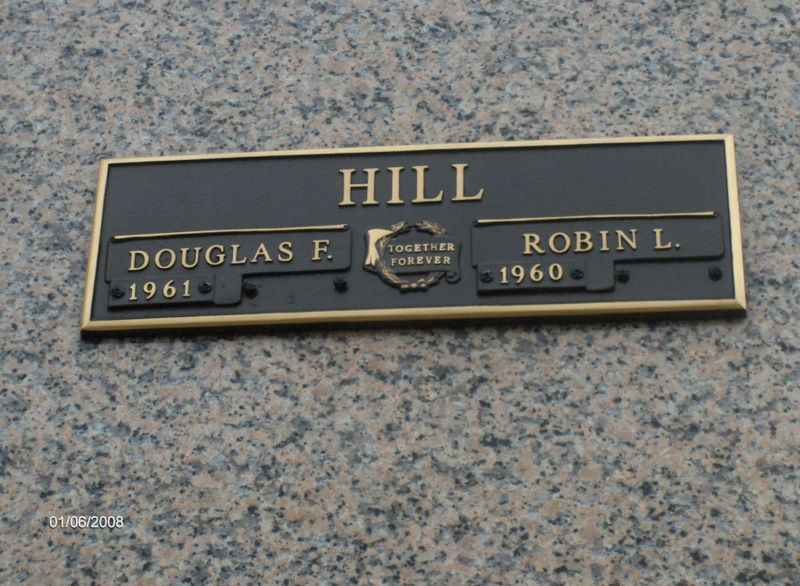 HILL
DOUGLAS F.
1961
TOGETHER
FOREVER
ROBIN L.
1960
01/06/2008